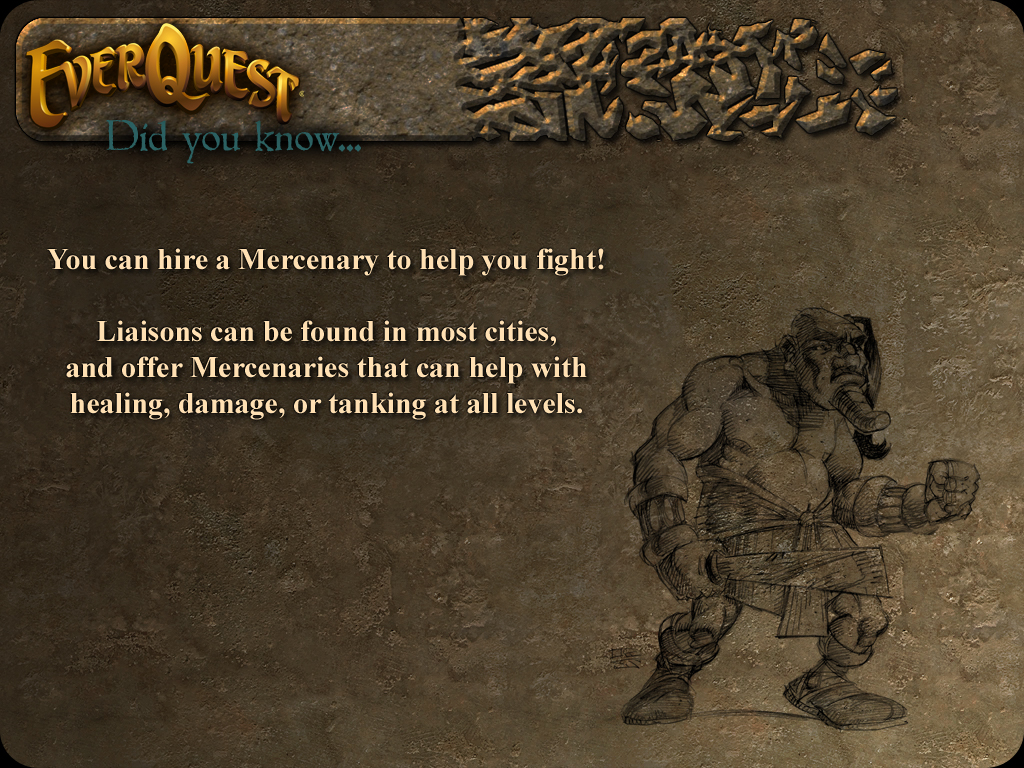 EverQuest
Did you know...
You can hire a Mercenary to help you fight!
Liaisons can be found in most cities,
and offer Mercenaries that can help with
healing, damage, or tanking at all levels.